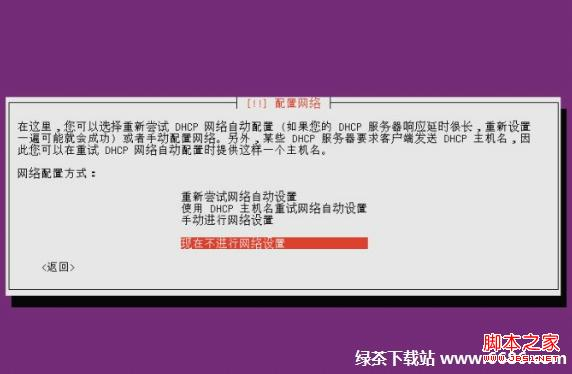 [!!] 配置网络
在这里，您可以选择重新尝试 DHCP 网络自动配置 (如果您的 DHCP 服务器响应延时很长，重新设置
一遍可能就会成功) 或者手动配置网络。另外，某些 DHCP 服务器要求客户端发送 DHCP 主机名，因
此您可以在重试 DHCP 网络自动配置时提供这样一个主机名。
网络配置方式：
重新尝试网络自动设置
使用 DHCP 主机名重试网络自动设置
手动进行网络设置
现在不进行网络设置
<返回>
脚本之家
www.jb51.net
绿茶下载站